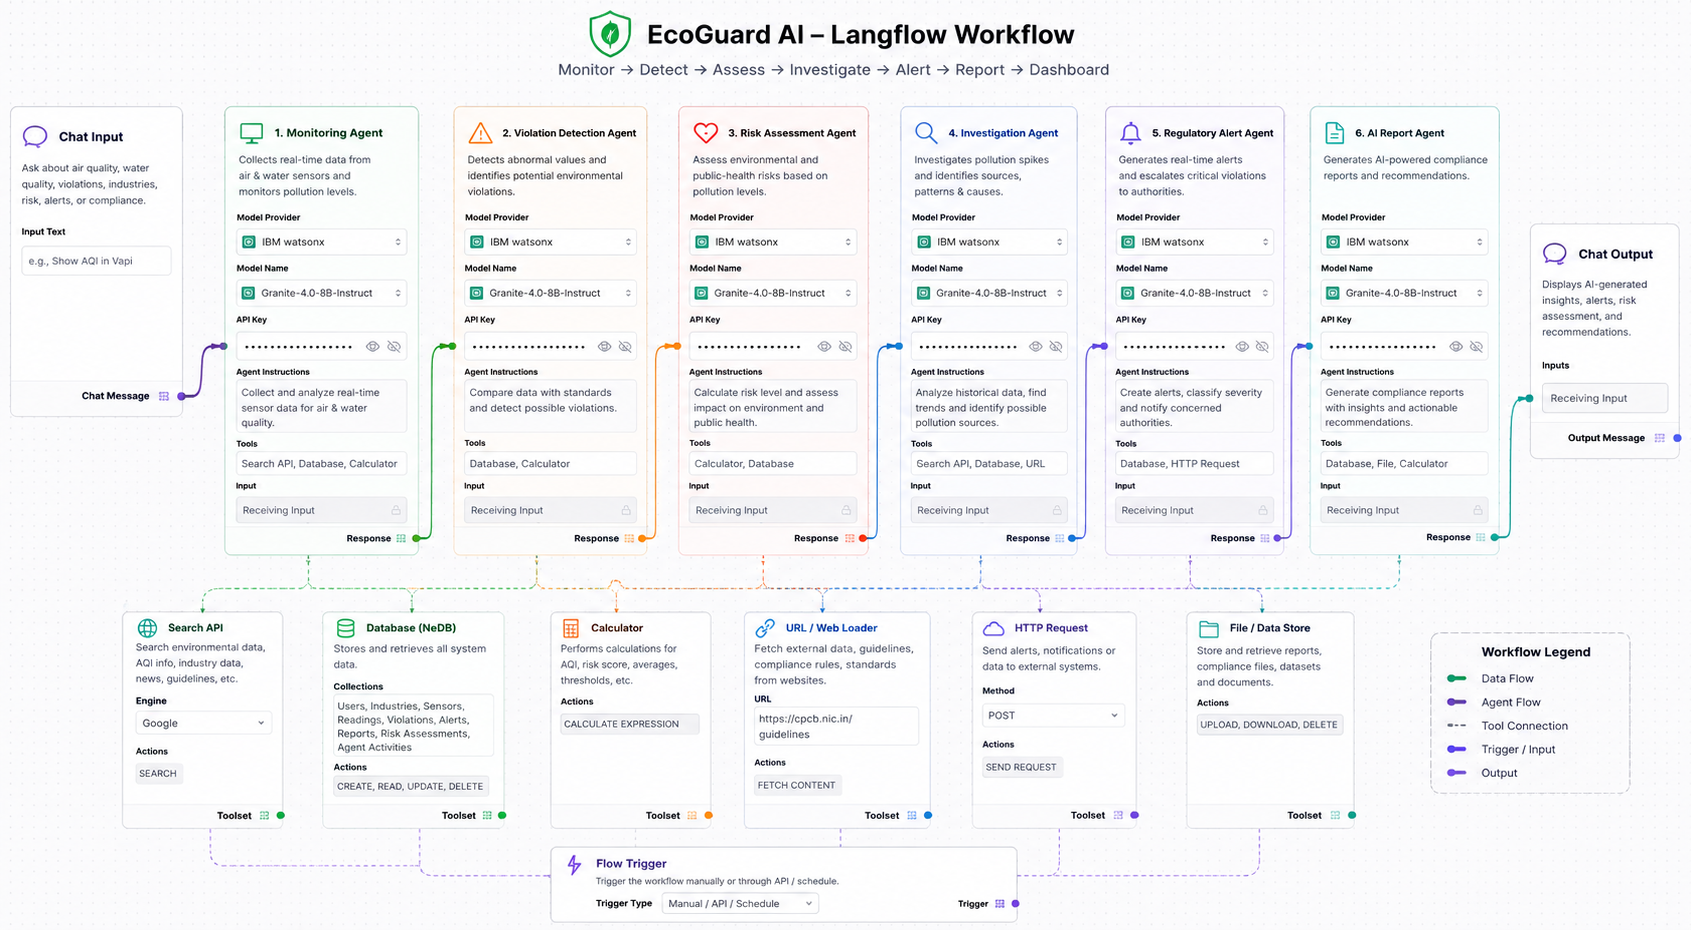 EcoGuard AI – Langflow Workflow
Monitor → Detect → Assess → Investigate → Alert → Report → Dashboard
Chat Input
Ask about air quality, water
quality, violations, industries,
risk, alerts, or compliance.
Input Text
e.g., Show AQI in Vapi
Chat Message
1. Monitoring Agent
Collects real-time data from
air & water sensors and
monitors pollution levels.
Model Provider
IBM watsonx
Model Name
Granite-4.0-8B-Instruct
API Key
Agent Instructions
Collect and analyze real-time
sensor data for air & water
quality.
Tools
Search API, Database, Calculator
Input
Receiving Input
Response
2. Violation Detection Agent
Detects abnormal values and
identifies potential environmental
violations.
Model Provider
IBM watsonx
Model Name
Granite-4.0-8B-Instruct
API Key
Agent Instructions
Compare data with standards
and detect possible violations.
Tools
Database, Calculator
Input
Receiving Input
Response
3. Risk Assessment Agent
Assess environmental and
public-health risks based on
pollution levels.
Model Provider
IBM watsonx
Model Name
Granite-4.0-8B-Instruct
API Key
Agent Instructions
Calculate risk level and assess
impact on environment and
public health.
Tools
Calculator, Database
Input
Receiving Input
Response
4. Investigation Agent
Investigates pollution spikes
and identifies sources,
patterns & causes.
Model Provider
IBM watsonx
Model Name
Granite-4.0-8B-Instruct
API Key
Agent Instructions
Analyze historical data, find
trends and identify possible
pollution sources.
Tools
Search API, Database, URL
Input
Receiving Input
Response
5. Regulatory Alert Agent
Generates real-time alerts
and escalates critical violations
to authorities.
Model Provider
IBM watsonx
Model Name
Granite-4.0-8B-Instruct
API Key
Agent Instructions
Create alerts, classify severity
and notify concerned
authorities.
Tools
Database, HTTP Request
Input
Receiving Input
Response
6. AI Report Agent
Generates AI-powered compliance
reports and recommendations.
Model Provider
IBM watsonx
Model Name
Granite-4.0-8B-Instruct
API Key
Agent Instructions
Generate compliance reports
with insights and actionable
recommendations.
Tools
Database, File, Calculator
Input
Receiving Input
Response
Chat Output
Displays AI-generated
insights, alerts, risk
assessment, and
recommendations.
Inputs
Receiving Input
Output Message
Search API
Search environmental data,
AQI info, industry data,
news, guidelines, etc.
Engine
Google
Actions
SEARCH
Toolset
Database (NeDB)
Stores and retrieves all system
data.
Collections
Users, Industries, Sensors,
Readings, Violations, Alerts,
Reports, Risk Assessments,
Agent Activities
Actions
CREATE, READ, UPDATE, DELETE
Toolset
Calculator
Performs calculations for
AQI, risk score, averages,
thresholds, etc.
Actions
CALCULATE EXPRESSION
Toolset
URL / Web Loader
Fetch external data, guidelines,
compliance rules, standards
from websites.
URL
https://cpcb.nic.in/
guidelines
Actions
FETCH CONTENT
Toolset
HTTP Request
Send alerts, notifications or
data to external systems.
Method
POST
Actions
SEND REQUEST
Toolset
File / Data Store
Store and retrieve reports,
compliance files, datasets
and documents.
Actions
UPLOAD, DOWNLOAD, DELETE
Toolset
Workflow Legend
Data Flow
Agent Flow
Tool Connection
Trigger / Input
Output
Flow Trigger
Trigger the workflow manually or through API / schedule.
Trigger Type
Manual / API / Schedule
Trigger